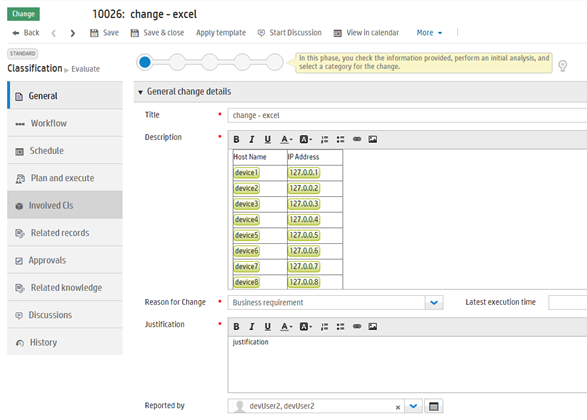 Change
10026: change - excel
Back Save Save & close Apply template Start Discussion View in calendar More
STANDARD
Classification Evaluate
In this phase, you check the information provided, perform an initial analysis, and
select a category for the change.
General
Workflow
Schedule
Plan and execute
Involved CIs
Related records
Approvals
Related knowledge
Discussions
History
General change details
Title * change - excel
Description * B I U A A
Host Name IP Address
device1 127.0.0.1
device2 127.0.0.2
device3 127.0.0.3
device4 127.0.0.4
device5 127.0.0.5
device6 127.0.0.6
device7 127.0.0.7
device8 127.0.0.8
Reason for Change * Business requirement Latest execution time
Justification * B I U A A
justification
Reported by devUser2, devUser2 x